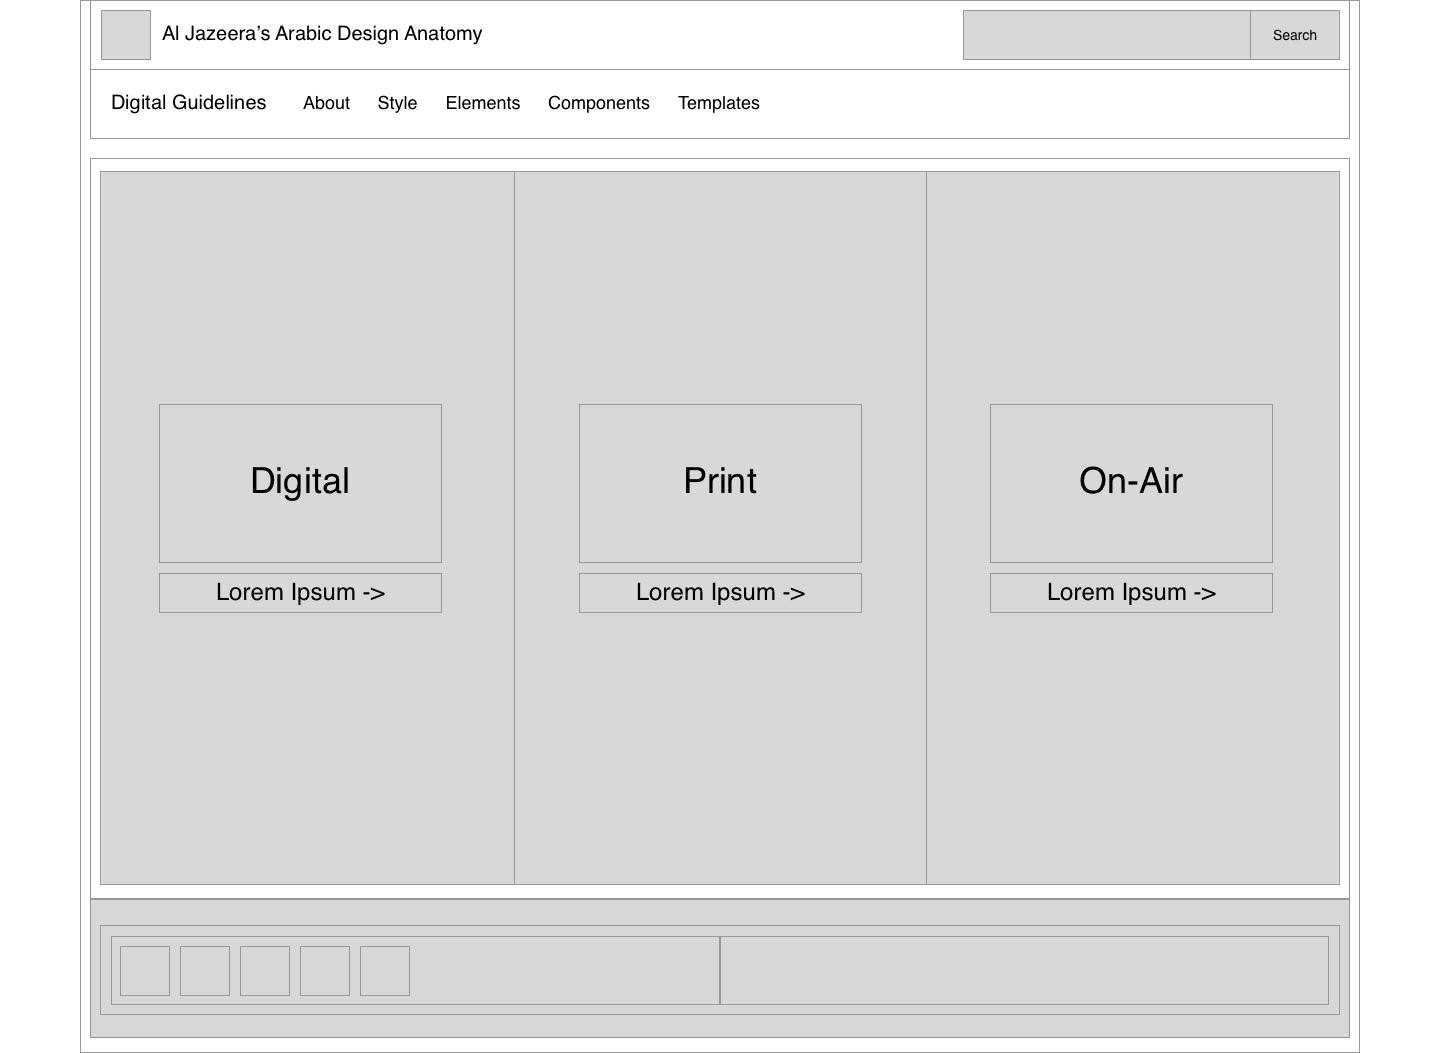 Al Jazeera’s Arabic Design Anatomy
Search
Digital Guidelines About Style Elements Components Templates
Digital
Print
On-Air
Lorem Ipsum ->
Lorem Ipsum ->
Lorem Ipsum ->